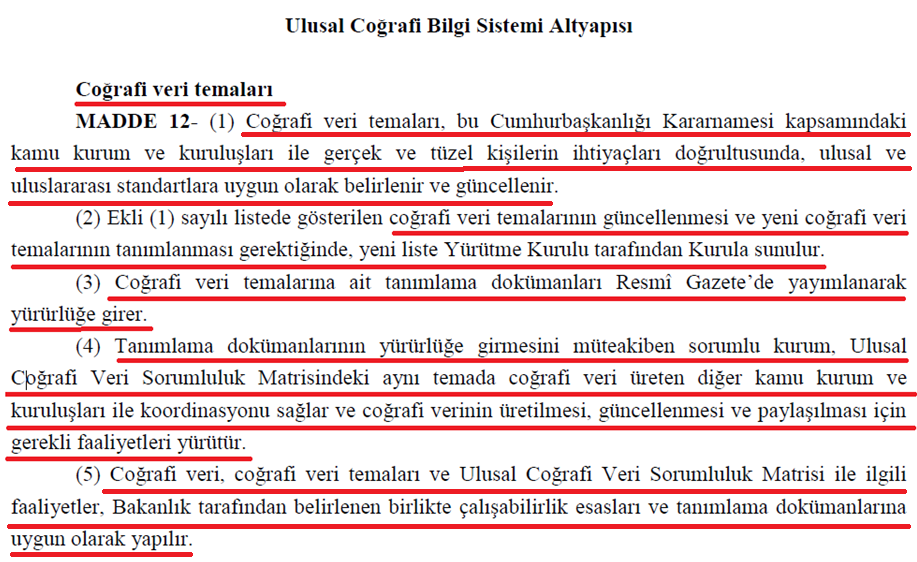 Ulusal Coğrafi Bilgi Sistemi Altyapısı
Coğrafi veri temaları
MADDE 12- (1) Coğrafi veri temaları, bu Cumhurbaşkanlığı Kararnamesi kapsamındaki
kamu kurum ve kuruluşları ile gerçek ve tüzel kişilerin ihtiyaçları doğrultusunda, ulusal ve
uluslararası standartlara uygun olarak belirlenir ve güncellenir.
(2) Ekli (1) sayılı listede gösterilen coğrafi veri temalarının güncellenmesi ve yeni coğrafi veri
temalarının tanımlanması gerektiğinde, yeni liste Yürütme Kurulu tarafından Kurula sunulur.
(3) Coğrafi veri temalarına ait tanımlama dokümanları Resmî Gazete’de yayımlanarak
yürürlüğe girer.
(4) Tanımlama dokümanlarının yürürlüğe girmesini müteakiben sorumlu kurum, Ulusal
Coğrafi Veri Sorumluluk Matrisindeki aynı temada coğrafi veri üreten diğer kamu kurum ve
kuruluşları ile koordinasyonu sağlar ve coğrafi verinin üretilmesi, güncellenmesi ve paylaşılması için
gerekli faaliyetleri yürütür.
(5) Coğrafi veri, coğrafi veri temaları ve Ulusal Coğrafi Veri Sorumluluk Matrisi ile ilgili
faaliyetler, Bakanlık tarafından belirlenen birlikte çalışabilirlik esasları ve tanımlama dokümanlarına
uygun olarak yapılır.